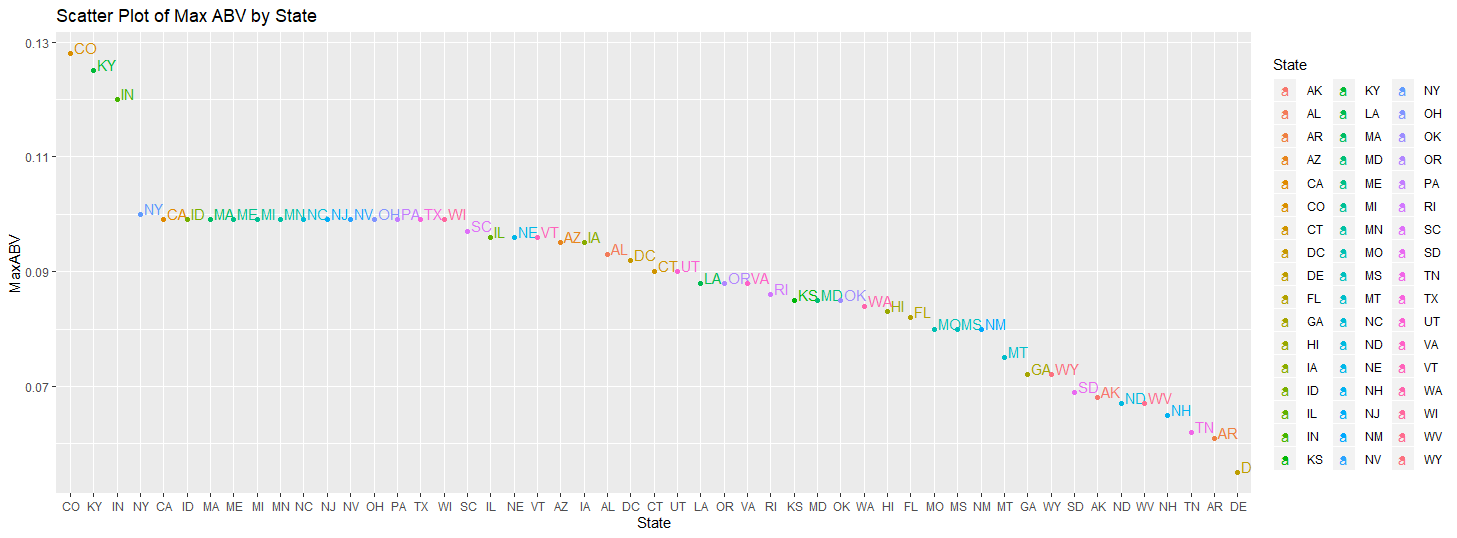 Scatter Plot of Max ABV by State
MaxABV
0.13
0.11
0.09
0.07
CO
KY
IN
NY
CA ID MA ME MI MN NC NJ NV OH PA TX WI
SC
IL NE VT
AZ IA
AL
DC
CT UT
LA OR VA
RI
KS MD OK
WA
HI
FL
MO MS NM
MT
GA WY
SD
AK
ND WV
NH
TN
AR
D
CO KY IN NY CA ID MA ME MI MN NC NJ NV OH PA TX WI SC IL NE VT AZ IA AL DC CT UT LA OR VA RI KS MD OK WA HI FL MO MS NM MT GA WY SD AK ND WV NH TN AR DE
State
State
a AK a KY a NY
a AL a LA a OH
a AR a MA a OK
a AZ a MD a OR
a CA a ME a PA
a CO a MI a RI
a CT a MN a SC
a DC a MO a SD
a DE a MS a TN
a FL a MT a TX
a GA a NC a UT
a HI a ND a VA
a IA a NE a VT
a ID a NH a WA
a IL a NJ a WI
a IN a NM a WV
a KS a NV a WY